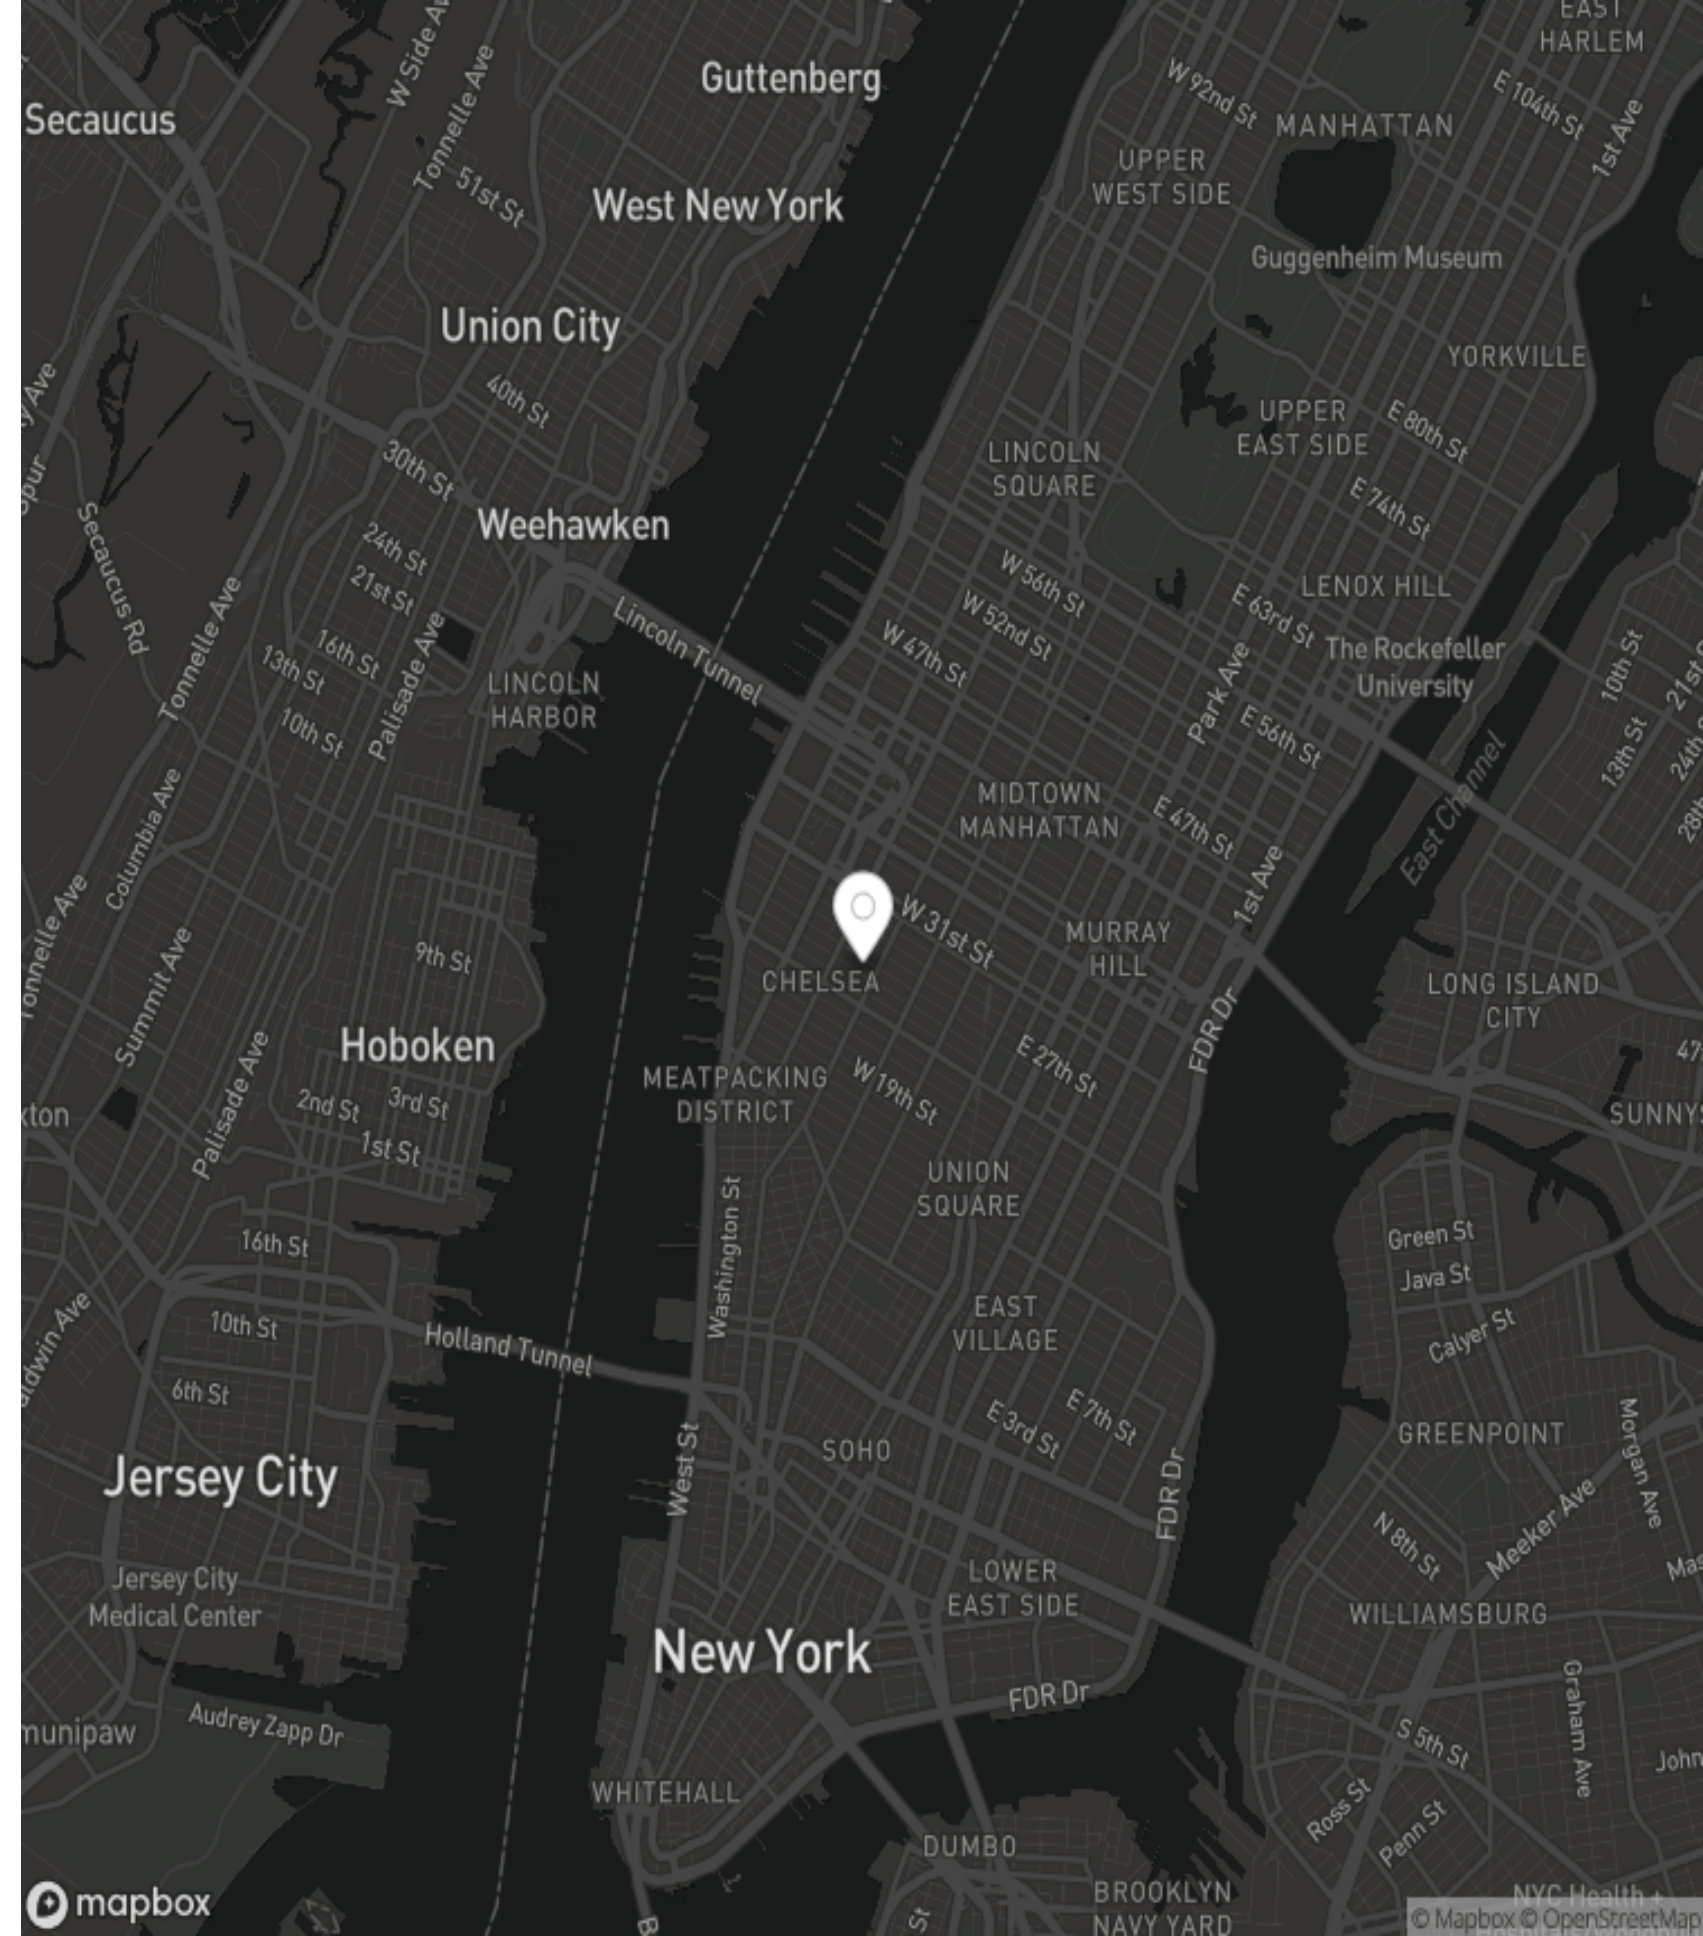 EAST
HARLEM
W Side Av
Guttenberg
Tonnelle Ave
W 92nd St
E 104th St
Secaucus
MANHATTAN
1st Ave
UPPER
WEST SIDE
51st St
West New York
Guggenheim Museum
Union City
YORKVILLE
40th St
UPPER
EAST SIDE
E 80th St
30th St
LINCOLN
SQUARE
E 74th St
Spur
Secaucus Rd
Weehawken
24th St
21st St
W 56th St
LENOX HILL
E 63rd St
Lincoln Tunnel
W 52nd St
W 47th St
The Rockefeller
University
16th St
13th St
Tonnelle Ave
Palisade Ave
LINCOLN
HARBOR
10th St
Park Ave
E 56th St
10th St
13th St
East Channel
MIDTOWN
MANHATTAN
E 47th St
Columbia Ave
1st Ave
W 31st St
MURRAY
HILL
Tonnelle Ave
9th St
CHELSEA
LONG ISLAND
CITY
Summit Ave
FDR Dr
Hoboken
E 27th St
MEATPACKING
DISTRICT
W 19th St
2nd St
3rd St
1st St
Palisade Ave
SUNNYS
UNION
SQUARE
Washington St
16th St
Green St
Java St
10th St
Holland Tunnel
EAST
VILLAGE
Calyer St
6th St
E 7th St
E 3rd St
SOHO
GREENPOINT
Morgan Ave
Jersey City
West St
FDR Dr
N 8th St
Meeker Ave
Jersey City
Medical Center
LOWER
EAST SIDE
WILLIAMSBURG
New York
FDR Dr
Graham Ave
Audrey Zapp Dr
munipaw
S 5th St
John
WHITEHALL
Ross St
Penn St
DUMBO
BROOKLYN
NAVY YARD
St
B
NYC Health +
mapbox
© Mapbox © OpenStreetMap